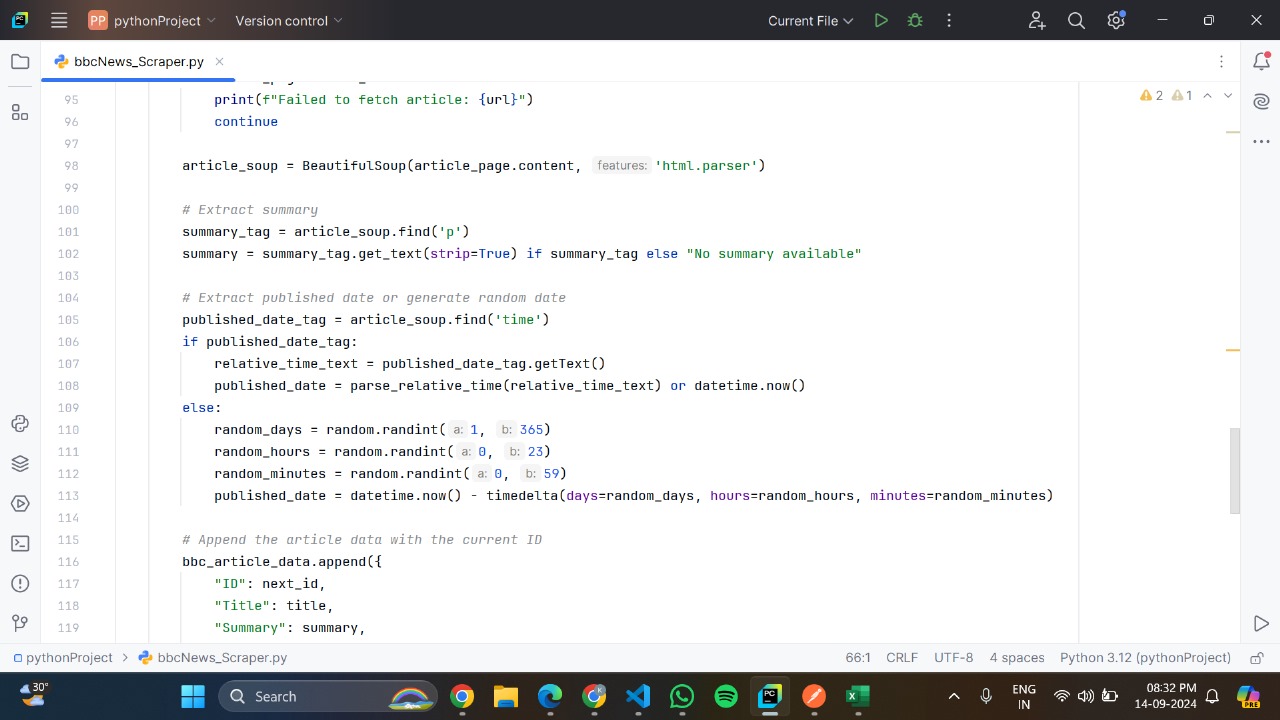 PP pythonProject Version control Current File
bbcNews_Scraper.py
2 1
95 print(f"Failed to fetch article: {url}")
96 continue
97
98 article_soup = BeautifulSoup(article_page.content, features: 'html.parser')
99
100 # Extract summary
101 summary_tag = article_soup.find('p')
102 summary = summary_tag.get_text(strip=True) if summary_tag else "No summary available"
103
104 # Extract published date or generate random date
105 published_date_tag = article_soup.find('time')
106 if published_date_tag:
107 relative_time_text = published_date_tag.getText()
108 published_date = parse_relative_time(relative_time_text) or datetime.now()
109 else:
110 random_days = random.randint( a: 1, b: 365)
111 random_hours = random.randint( a: 0, b: 23)
112 random_minutes = random.randint( a: 0, b: 59)
113 published_date = datetime.now() - timedelta(days=random_days, hours=random_hours, minutes=random_minutes)
114
115 # Append the article data with the current ID
116 bbc_article_data.append({
117 "ID": next_id,
118 "Title": title,
119 "Summary": summary,
pythonProject > bbcNews_Scraper.py 66:1 CRLF UTF-8 4 spaces Python 3.12 (pythonProject)
30° Search ENG 08:32 PM
IN 14-09-2024
PC
PRE